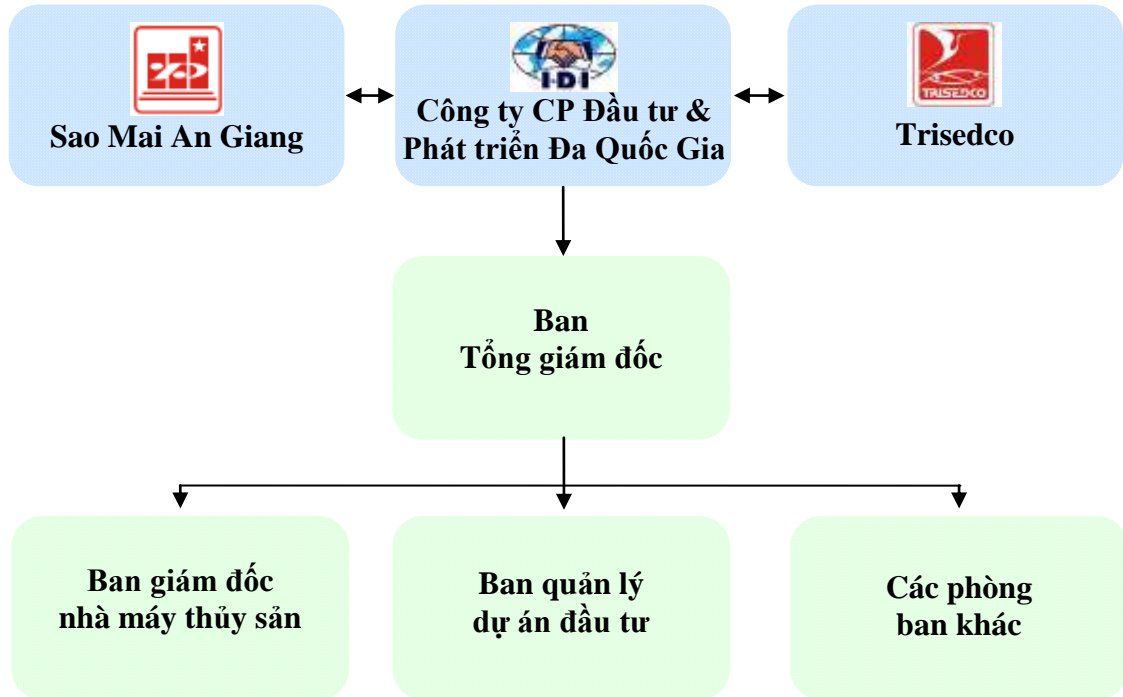 Sao Mai An Giang
I·D·I
Công ty CP Đầu tư &
Phát triển Đa Quốc Gia
TRISEDCO
Trisedco
Ban
Tổng giám đốc
Ban giám đốc
nhà máy thủy sản
Ban quản lý
dự án đầu tư
Các phòng
ban khác